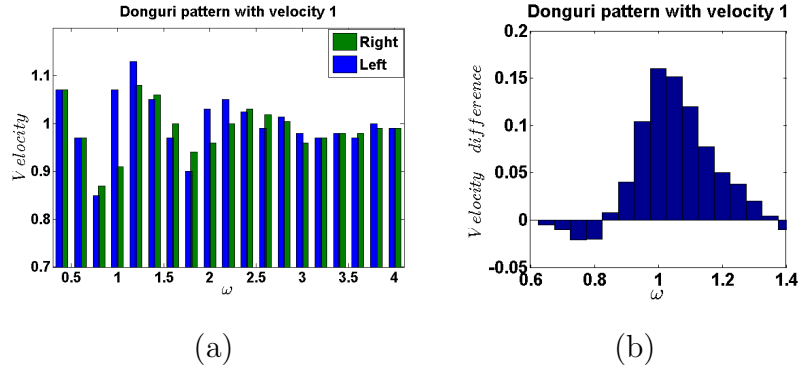 Donguri pattern with velocity 1
Right
Left
1.1
1
0.9
0.8
0.7
V elocity
0.5 1 1.5 2 2.5 3 3.5 4
ω
(a)
Donguri pattern with velocity 1
0.2
0.15
0.1
0.05
0
-0.05
V elocity difference
0.6 0.8 1 1.2 1.4
ω
(b)